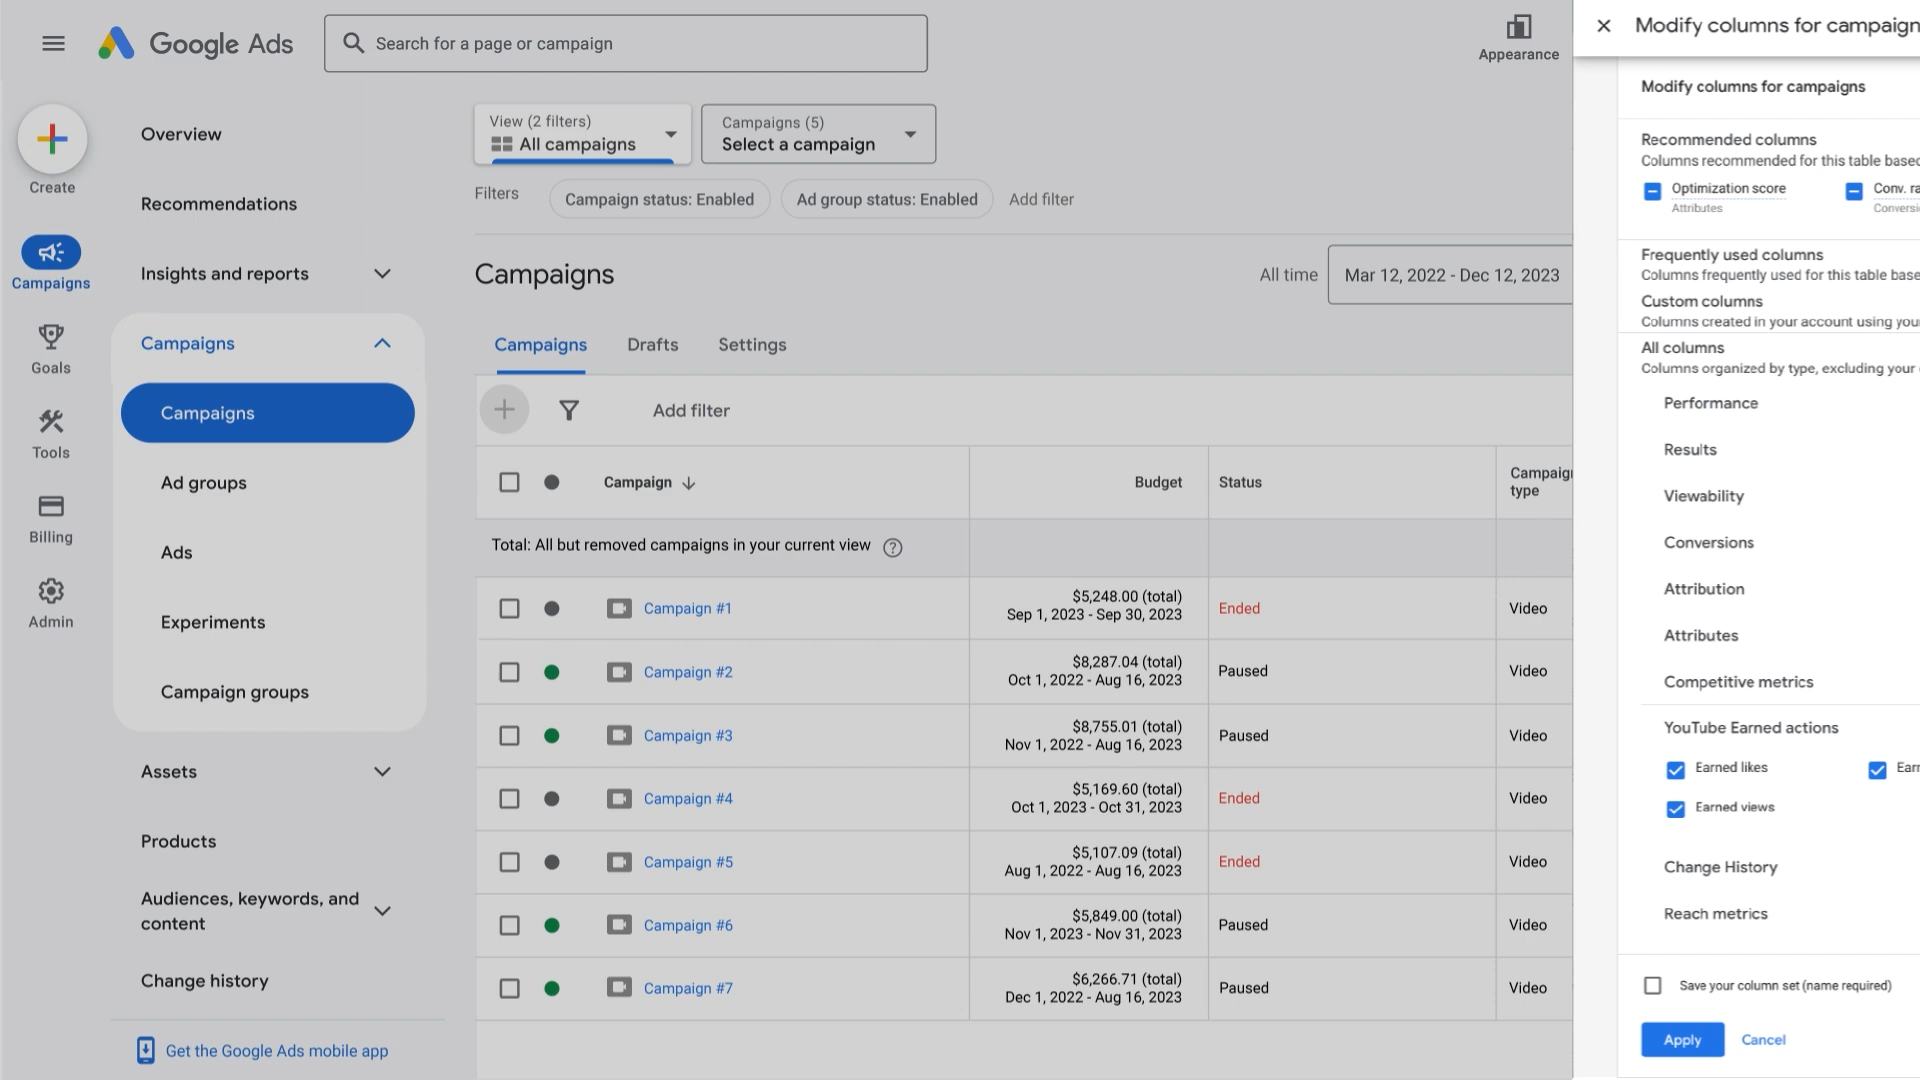 Google Ads
Search for a page or campaign
Appearance
Create
Campaigns
Goals
Tools
Billing
Admin
Overview
Recommendations
Insights and reports
Campaigns
Campaigns
Ad groups
Ads
Experiments
Campaign groups
Assets
Products
Audiences, keywords, and
content
Change history
Get the Google Ads mobile app
View (2 filters)
All campaigns
Campaigns (5)
Select a campaign
Filters
Campaign status: Enabled
Ad group status: Enabled
Add filter
Campaigns
All time
Mar 12, 2022 - Dec 12, 2023
Campaigns
Drafts
Settings
Add filter
Campaign
Budget
Status
Campaign
type
Total: All but removed campaigns in your current view
Campaign #1
$5,248.00 (total)
Sep 1, 2023 - Sep 30, 2023
Ended
Video
Campaign #2
$8,287.04 (total)
Oct 1, 2022 - Aug 16, 2023
Paused
Video
Campaign #3
$8,755.01 (total)
Nov 1, 2022 - Aug 16, 2023
Paused
Video
Campaign #4
$5,169.60 (total)
Oct 1, 2023 - Oct 31, 2023
Ended
Video
Campaign #5
$5,107.09 (total)
Aug 1, 2022 - Aug 16, 2023
Ended
Video
Campaign #6
$5,849.00 (total)
Nov 1, 2023 - Nov 31, 2023
Paused
Video
Campaign #7
$6,266.71 (total)
Dec 1, 2022 - Aug 16, 2023
Paused
Video
Modify columns for campaign
Modify columns for campaigns
Recommended columns
Columns recommended for this table based
Optimization score
Attributes
Conv.
Frequently used columns
Columns frequently used for this table base
Custom columns
Columns created in your account using you
All columns
Columns organized by type, excluding your
Performance
Results
Viewability
Conversions
Attribution
Attributes
Competitive metrics
YouTube Earned actions
Earned likes
Earned views
Change History
Reach metrics
Save your column set (name required)
Apply
Cancel